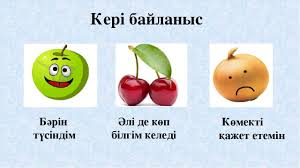 Кері байланыс
Бәрін
түсіндім
Әлі де көп
білгім келеді
Көмекті
қажет етемін